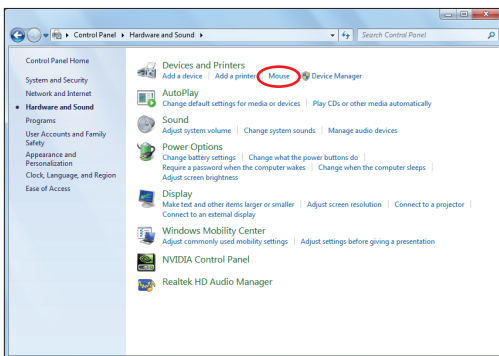 Control Panel ▸ Hardware and Sound ▸ Search Control Panel
Control Panel Home
System and Security
Network and Internet
Hardware and Sound
Programs
User Accounts and Family
Safety
Appearance and
Personalization
Clock, Language, and Region
Ease of Access
Devices and Printers
Add a device | Add a printer | Mouse | Device Manager
AutoPlay
Change default settings for media or devices | Play CDs or other media automatically
Sound
Adjust system volume | Change system sounds | Manage audio devices
Power Options
Change battery settings | Change what the power buttons do |
Require a password when the computer wakes | Change when the computer sleeps |
Adjust screen brightness
Display
Make text and other items larger or smaller | Adjust screen resolution | Connect to a projector |
Connect to an external display
Windows Mobility Center
Adjust commonly used mobility settings | Adjust settings before giving a presentation
NVIDIA Control Panel
Realtek HD Audio Manager